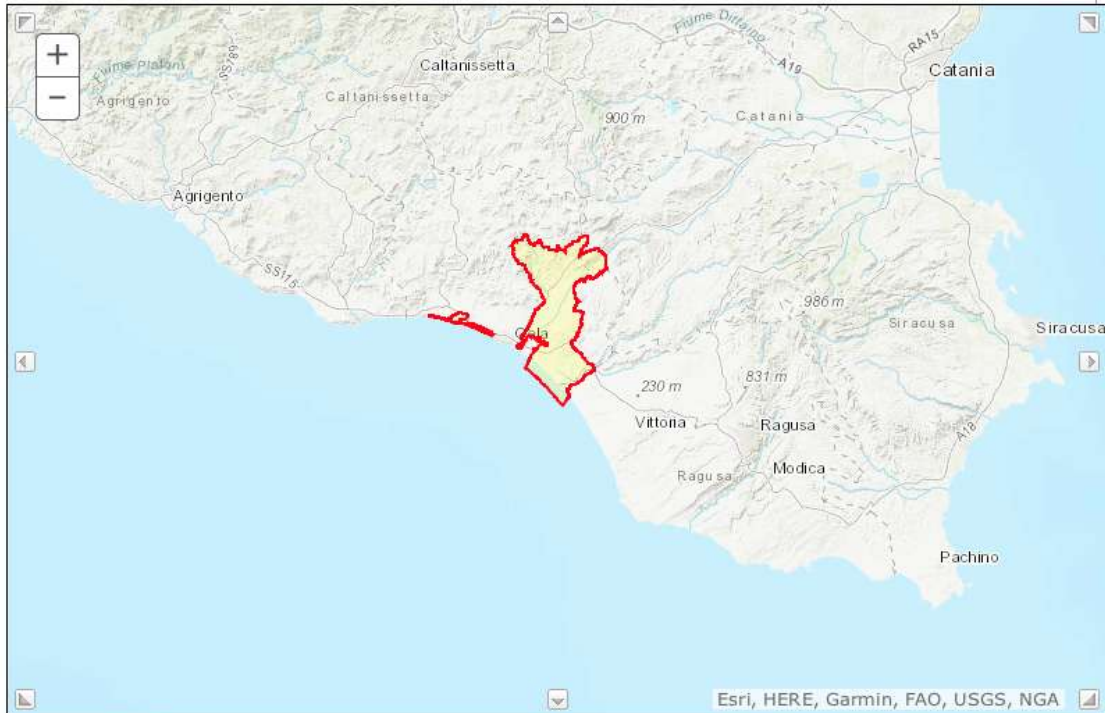 Fiume Dittaino
RA15
SS189
Caltanissetta
A19
Catania
Fiume Platani
Agrigento
Caltanissetta
900 m
Catania
Agrigento
SS115
986 m
Siracusa
Siracusa
Gela
230 m
831 m
Vittoria
Ragusa
A18
Ragusa
Modica
Pachino
Esri, HERE, Garmin, FAO, USGS, NGA